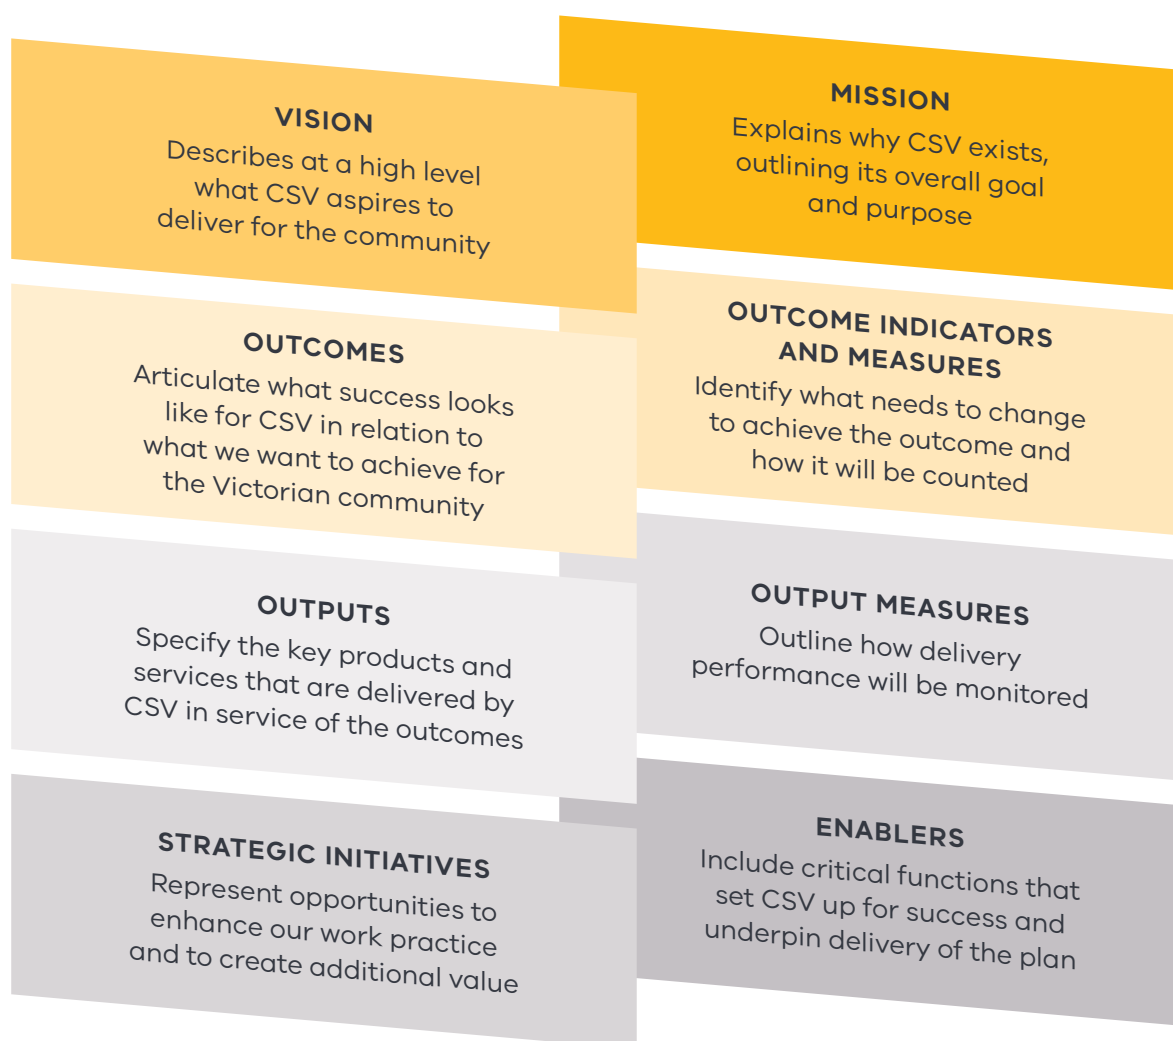 VISION
Describes at a high level
what CSV aspires to
deliver for the community
MISSION
Explains why CSV exists,
outlining its overall goal
and purpose
OUTCOMES
Articulate what success looks
like for CSV in relation to
what we want to achieve for
the Victorian community
OUTCOME INDICATORS
AND MEASURES
Identify what needs to change
to achieve the outcome and
how it will be counted
OUTPUTS
Specify the key products and
services that are delivered by
CSV in service of the outcomes
OUTPUT MEASURES
Outline how delivery
performance will be monitored
STRATEGIC INITIATIVES
Represent opportunities to
enhance our work practice
and to create additional value
ENABLERS
Include critical functions that
set CSV up for success and
underpin delivery of the plan